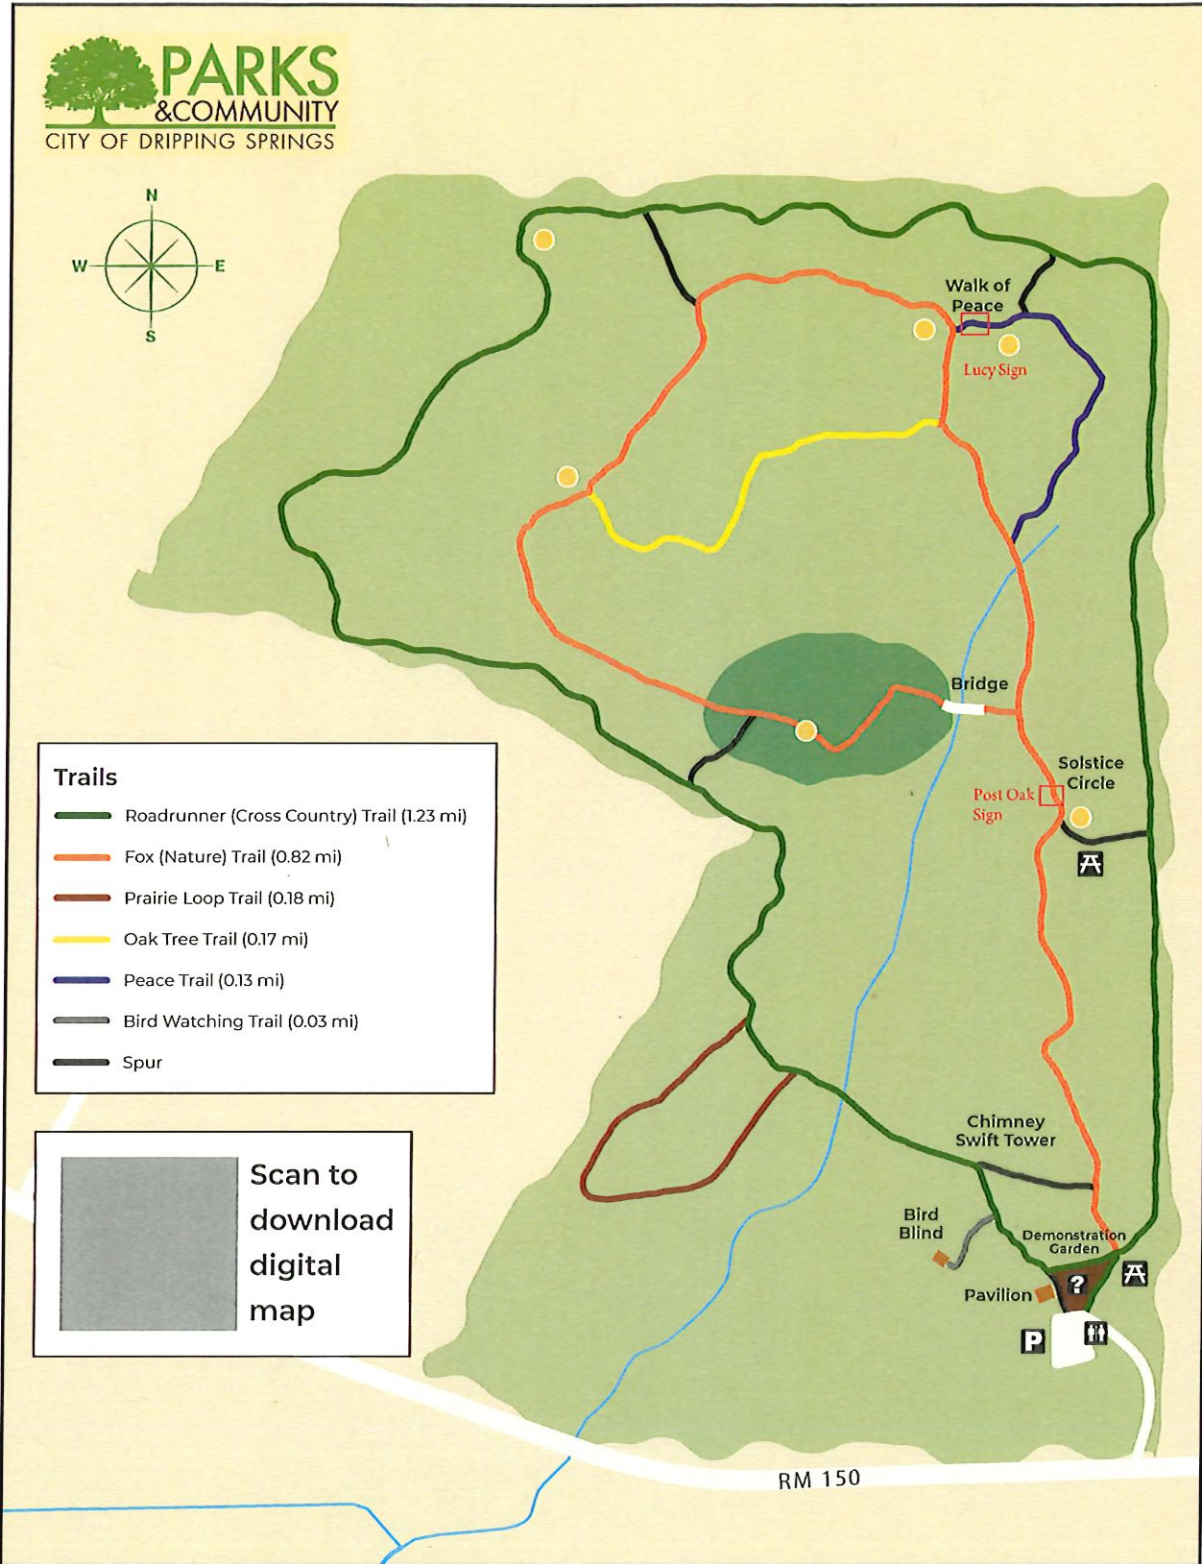 PARKS
&COMMUNITY
CITY OF DRIPPING SPRINGS
N
W
E
S
Walk of
Peace
Lucy Sign
Bridge
Solstice
Circle
Post Oak
Sign
Trails
Roadrunner (Cross Country) Trail (1.23 mi)
Fox (Nature) Trail (0.82 mi)
Prairie Loop Trail (0.18 mi)
Oak Tree Trail (0.17 mi)
Peace Trail (0.13 mi)
Bird Watching Trail (0.03 mi)
Spur
Chimney
Swift Tower
Bird
Blind
Demonstration
Garden
?
Pavilion
P
Scan to
download
digital
map
RM 150